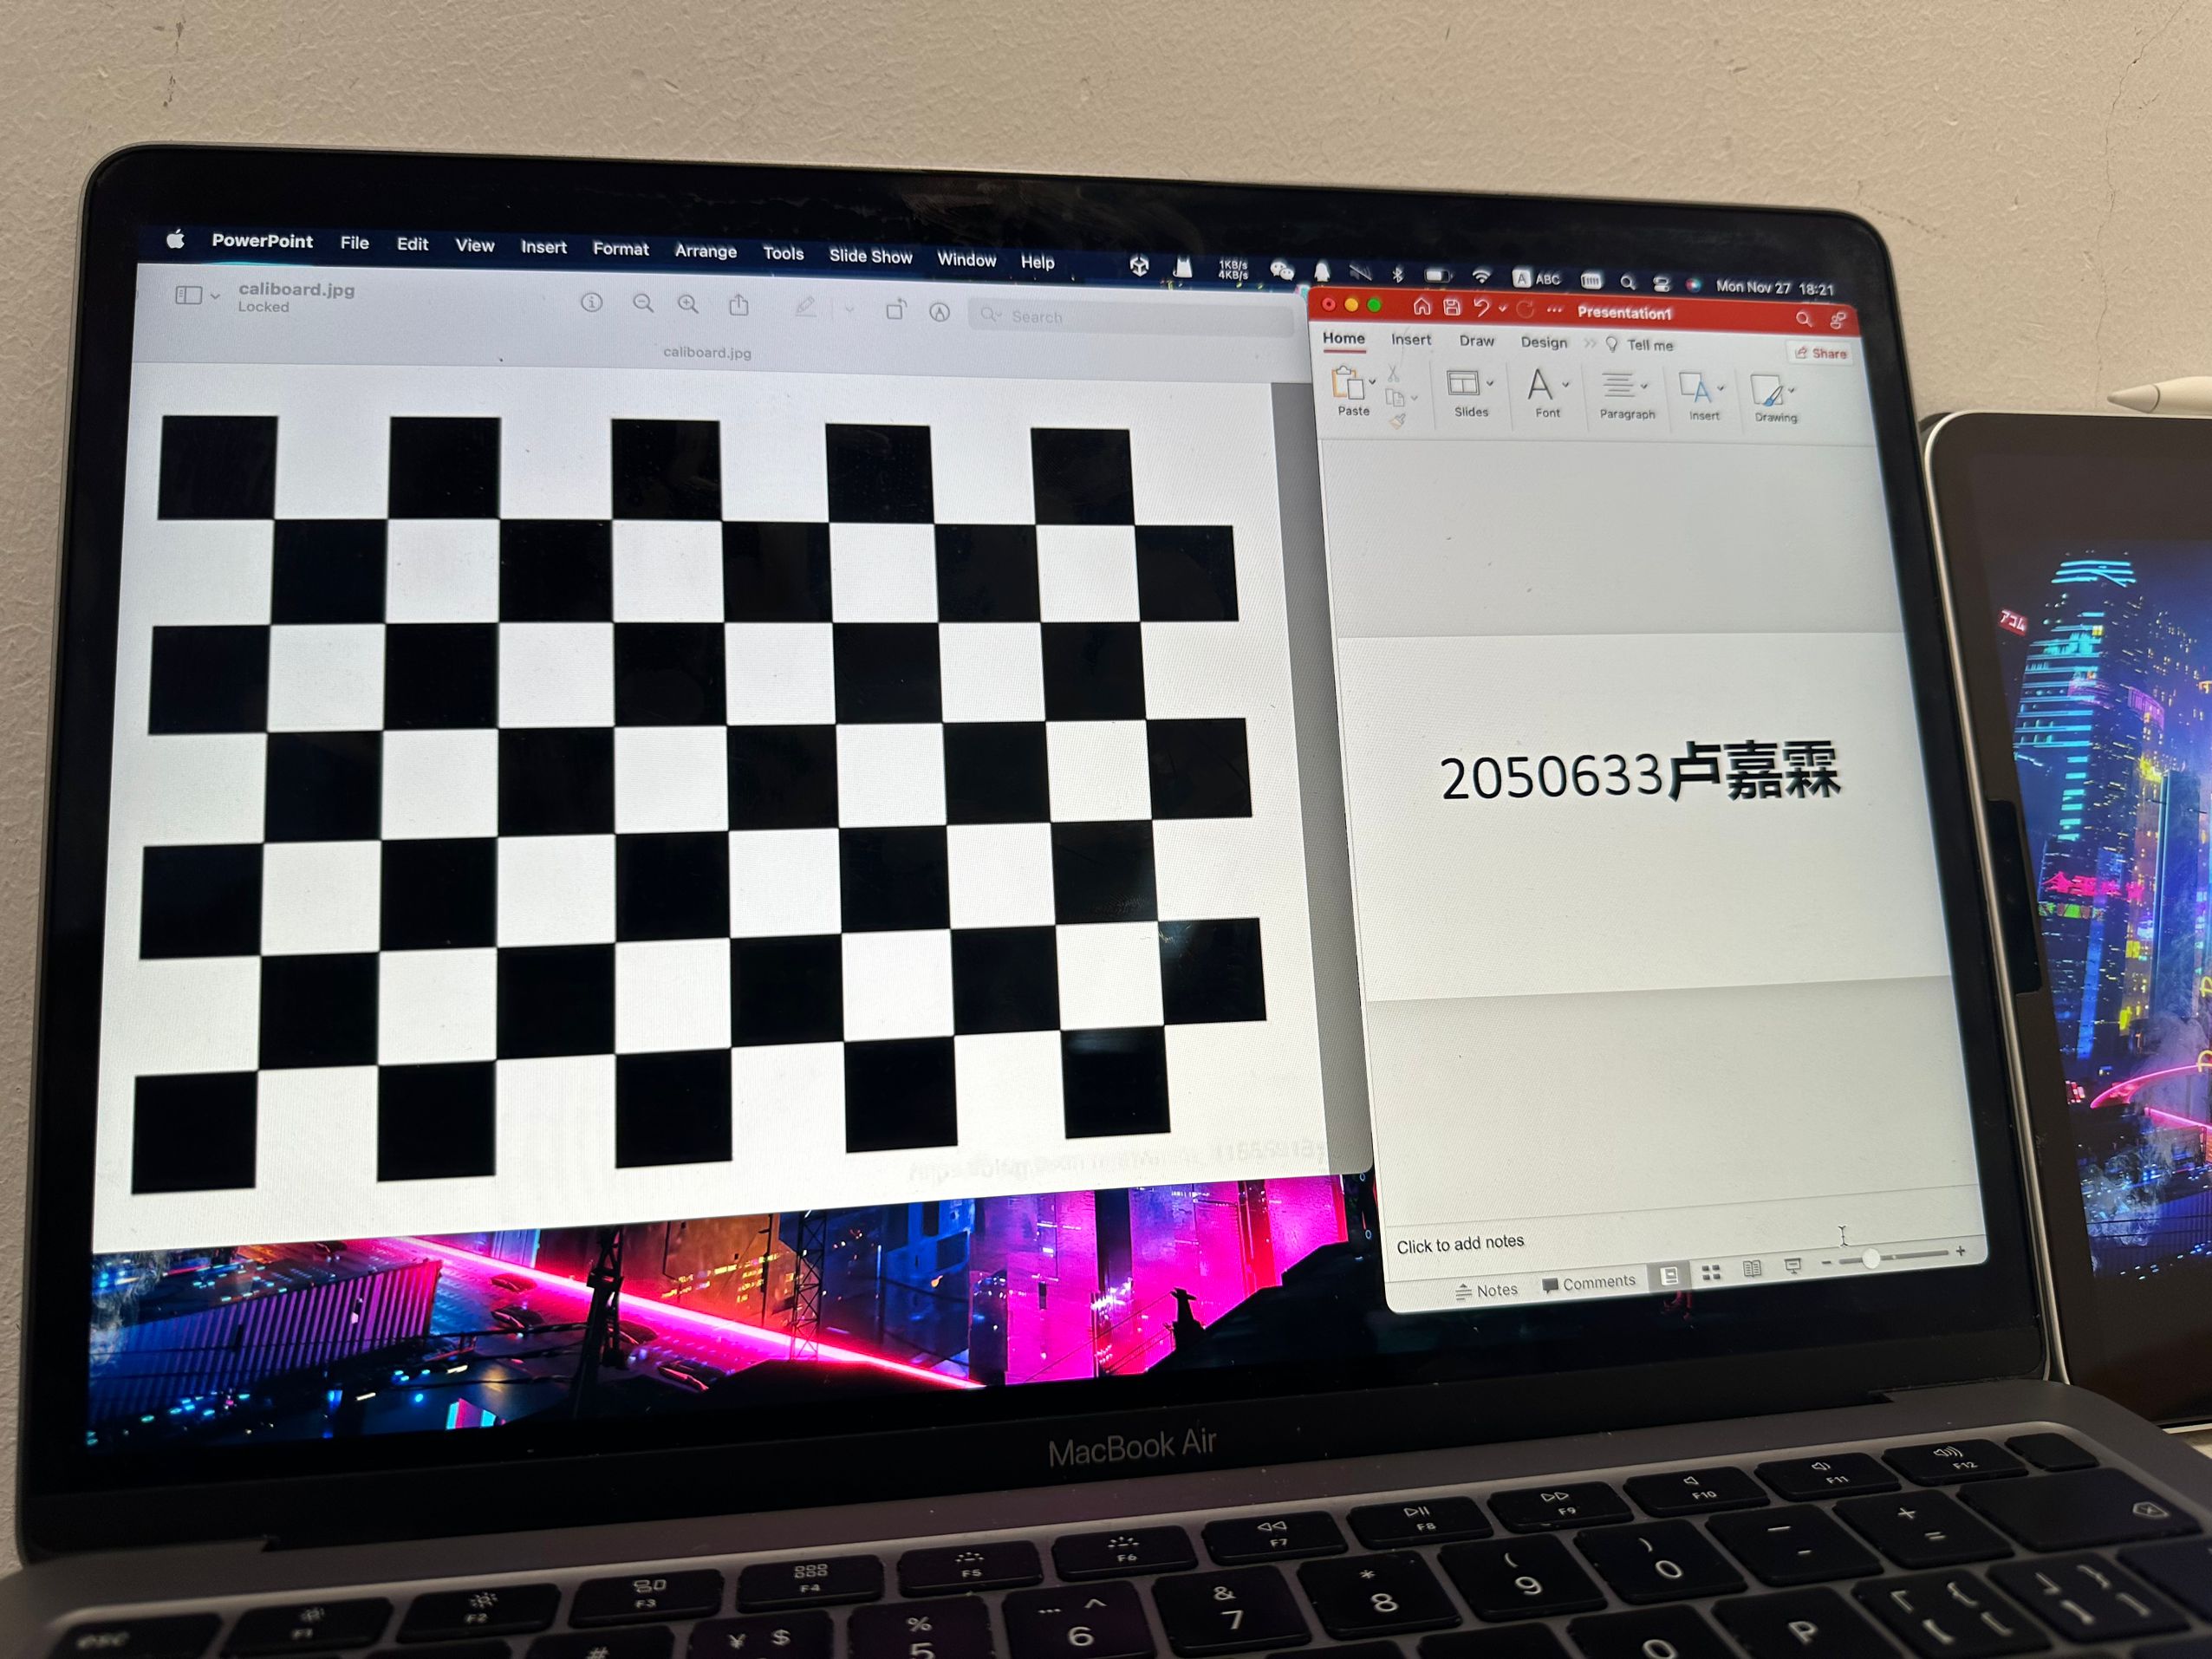 PowerPoint File Edit View Insert Format Arrange Tools Slide Show Window Help 1KB/s 4KB/s A ABC Mon Nov 27 18:21
caliboard.jpg
Locked
Search
caliboard.jpg
Presentation1
Home Insert Draw Design Tell me Share
Paste Slides Font Paragraph Insert Drawing
2050633卢嘉霖
Click to add notes
Notes Comments
アコム
MacBook Air
esc F1 F2 F3 F4 F5 F6 F7 F8 F9 F10 F11 F12
# ¥ $ % 5 … ^ 6 & 7 * 8 ( 9 ) 0 — - + =
O P 「 { [ 」 } ]